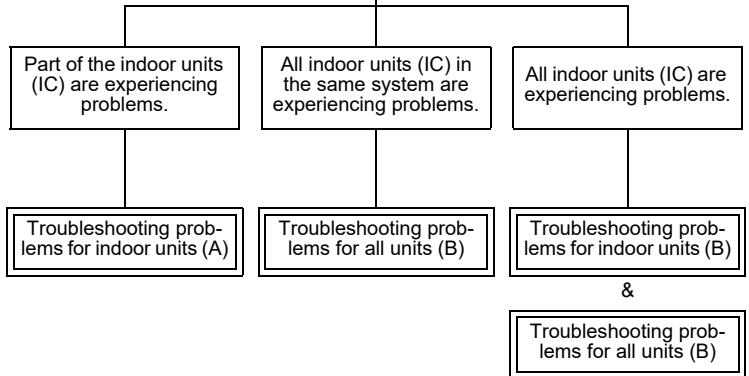 Part of the indoor units
(IC) are experiencing
problems.
All indoor units (IC) in
the same system are
experiencing problems.
All indoor units (IC) are
experiencing problems.
Troubleshooting prob-
lems for indoor units (A)
Troubleshooting prob-
lems for all units (B)
Troubleshooting prob-
lems for indoor units (B)
&
Troubleshooting prob-
lems for all units (B)